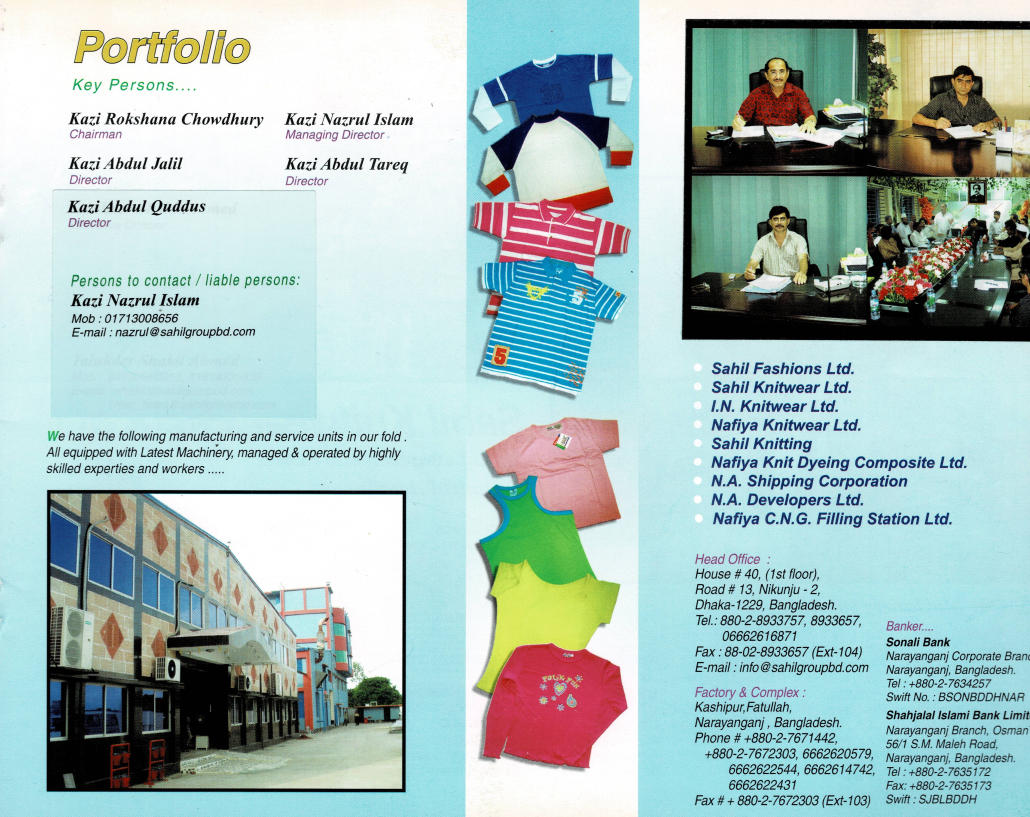 Portfolio
Key Persons....
Kazi Rokshana Chowdhury
Chairman
Kazi Nazrul Islam
Managing Director
Kazi Abdul Jalil
Director
Kazi Abdul Tareq
Director
Kazi Abdul Quddus
Director
Persons to contact / liable persons:
Kazi Nazrul Islam
Mob : 01713008656
E-mail : nazrul@sahilgroupbd.com
We have the following manufacturing and service units in our fold .
All equipped with Latest Machinery, managed & operated by highly
skilled experties and workers .....
5
Sahil Fashions Ltd.
Sahil Knitwear Ltd.
I.N. Knitwear Ltd.
Nafiya Knitwear Ltd.
Sahil Knitting
Nafiya Knit Dyeing Composite Ltd.
N.A. Shipping Corporation
N.A. Developers Ltd.
Nafiya C.N.G. Filling Station Ltd.
Head Office :
House # 40, (1st floor),
Road # 13, Nikunju - 2,
Dhaka-1229, Bangladesh.
Tel.: 880-2-8933757, 8933657,
06662616871
Fax : 88-02-8933657 (Ext-104)
E-mail : info@sahilgroupbd.com
Factory & Complex :
Kashipur,Fatullah,
Narayanganj , Bangladesh.
Phone # +880-2-7671442,
+880-2-7672303, 6662620579,
6662622544, 6662614742,
6662622431
Fax # + 880-2-7672303 (Ext-103)
Banker....
Sonali Bank
Narayanganj Corporate Branc
Narayanganj, Bangladesh.
Tel : +880-2-7634257
Swift No. : BSONBDDHNAR
Shahjalal Islami Bank Limit
Narayanganj Branch, Osman
56/1 S.M. Maleh Road,
Narayanganj, Bangladesh.
Tel : +880-2-7635172
Fax: +880-2-7635173
Swift : SJBLBDDH